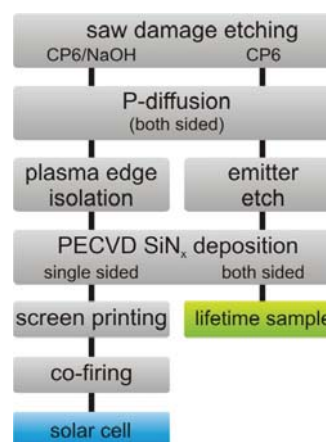 saw damage etching
CP6/NaOH CP6
P-diffusion
(both sided)
plasma edge emitter
isolation etch
PECVD SiNₓ deposition
single sided both sided
screen printing lifetime sample
co-firing
solar cell